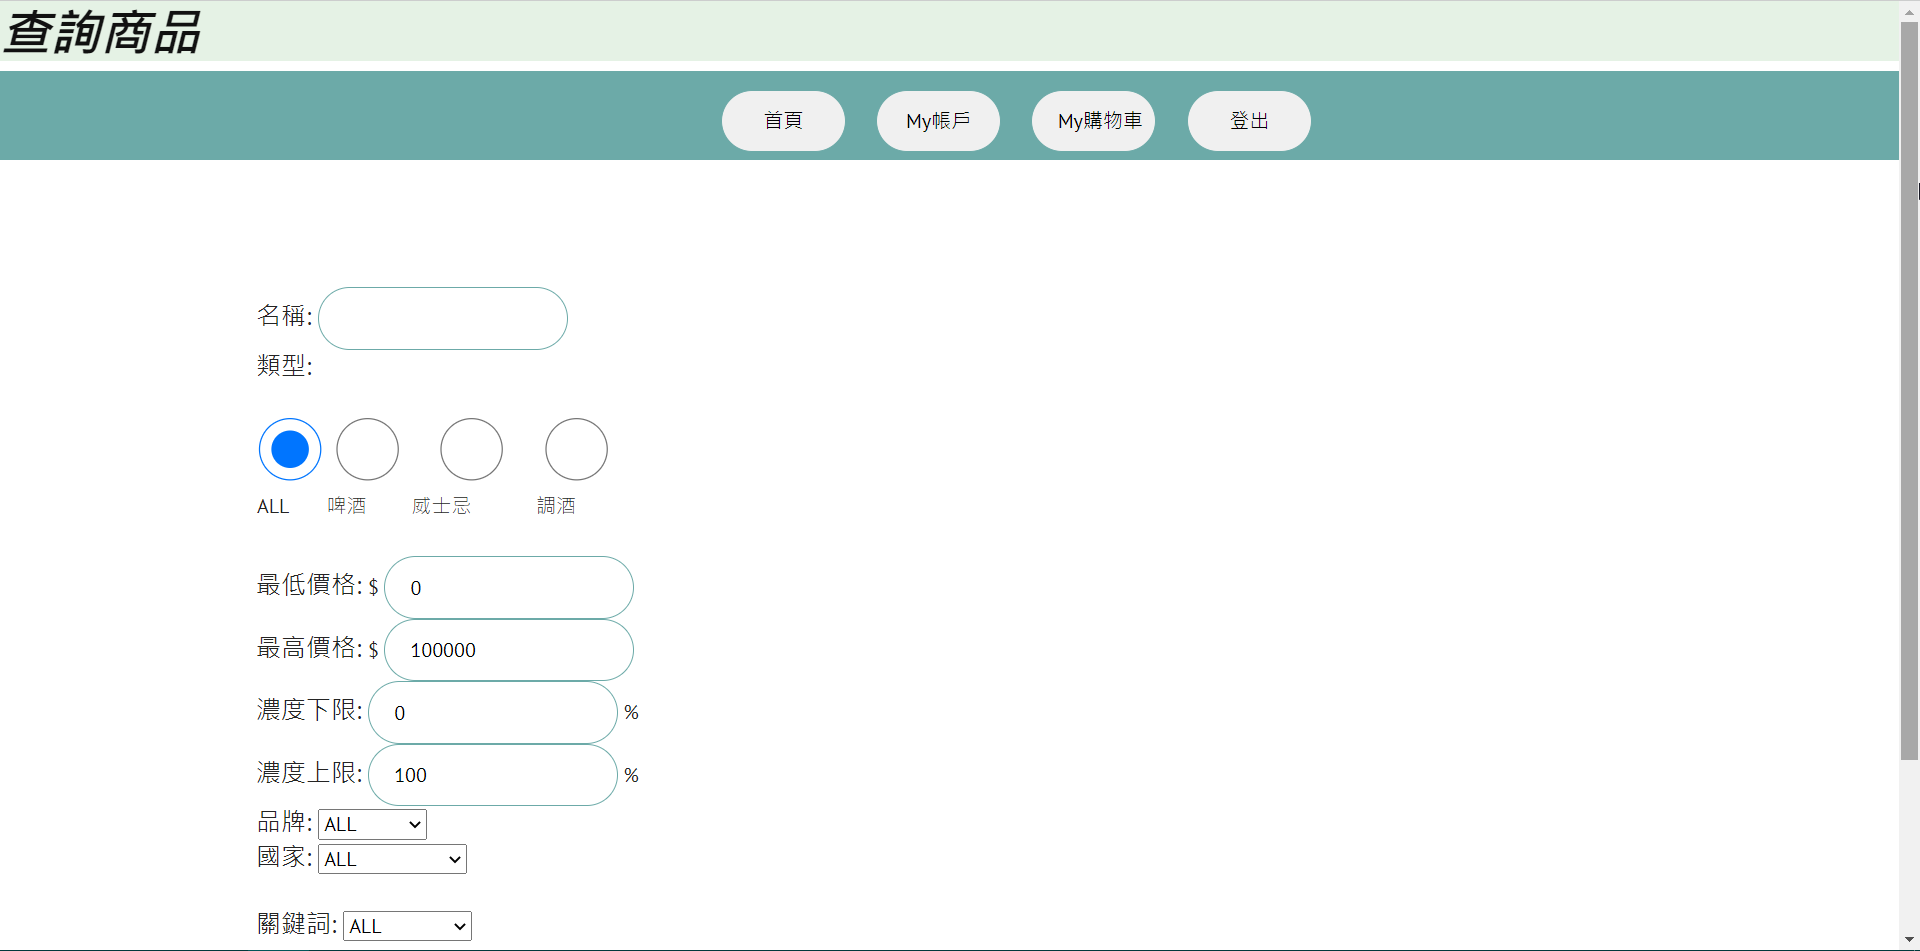 查詢商品
首頁 My帳戶 My購物車 登出
名稱:
類型:
ALL 啤酒 威士忌 調酒
最低價格: $ 0
最高價格: $ 100000
濃度下限: 0 %
濃度上限: 100 %
品牌: ALL
國家: ALL
關鍵詞: ALL